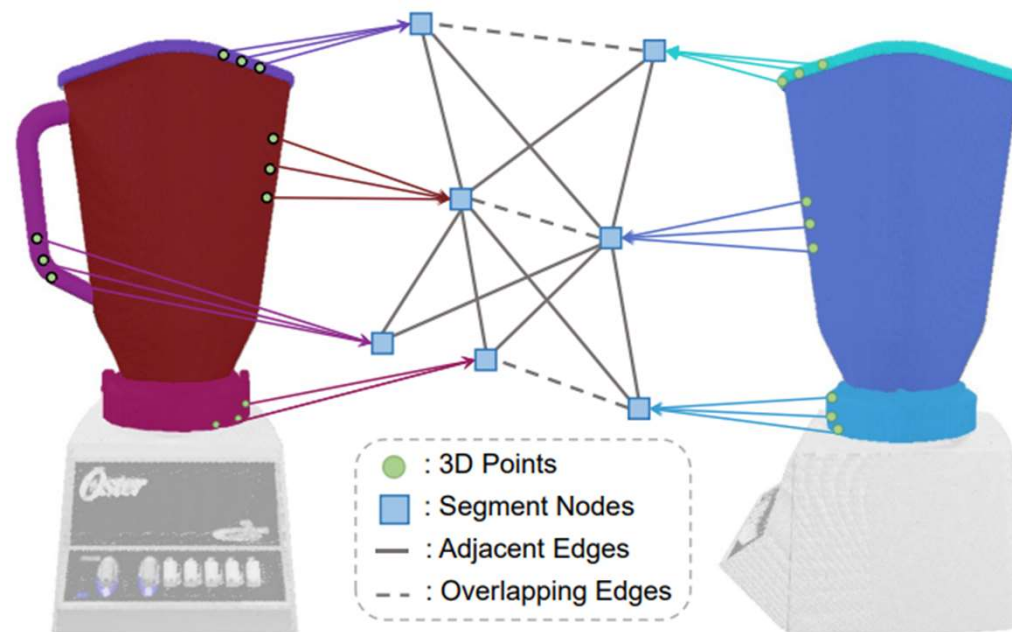 Oster
: 3D Points
: Segment Nodes
: Adjacent Edges
: Overlapping Edges